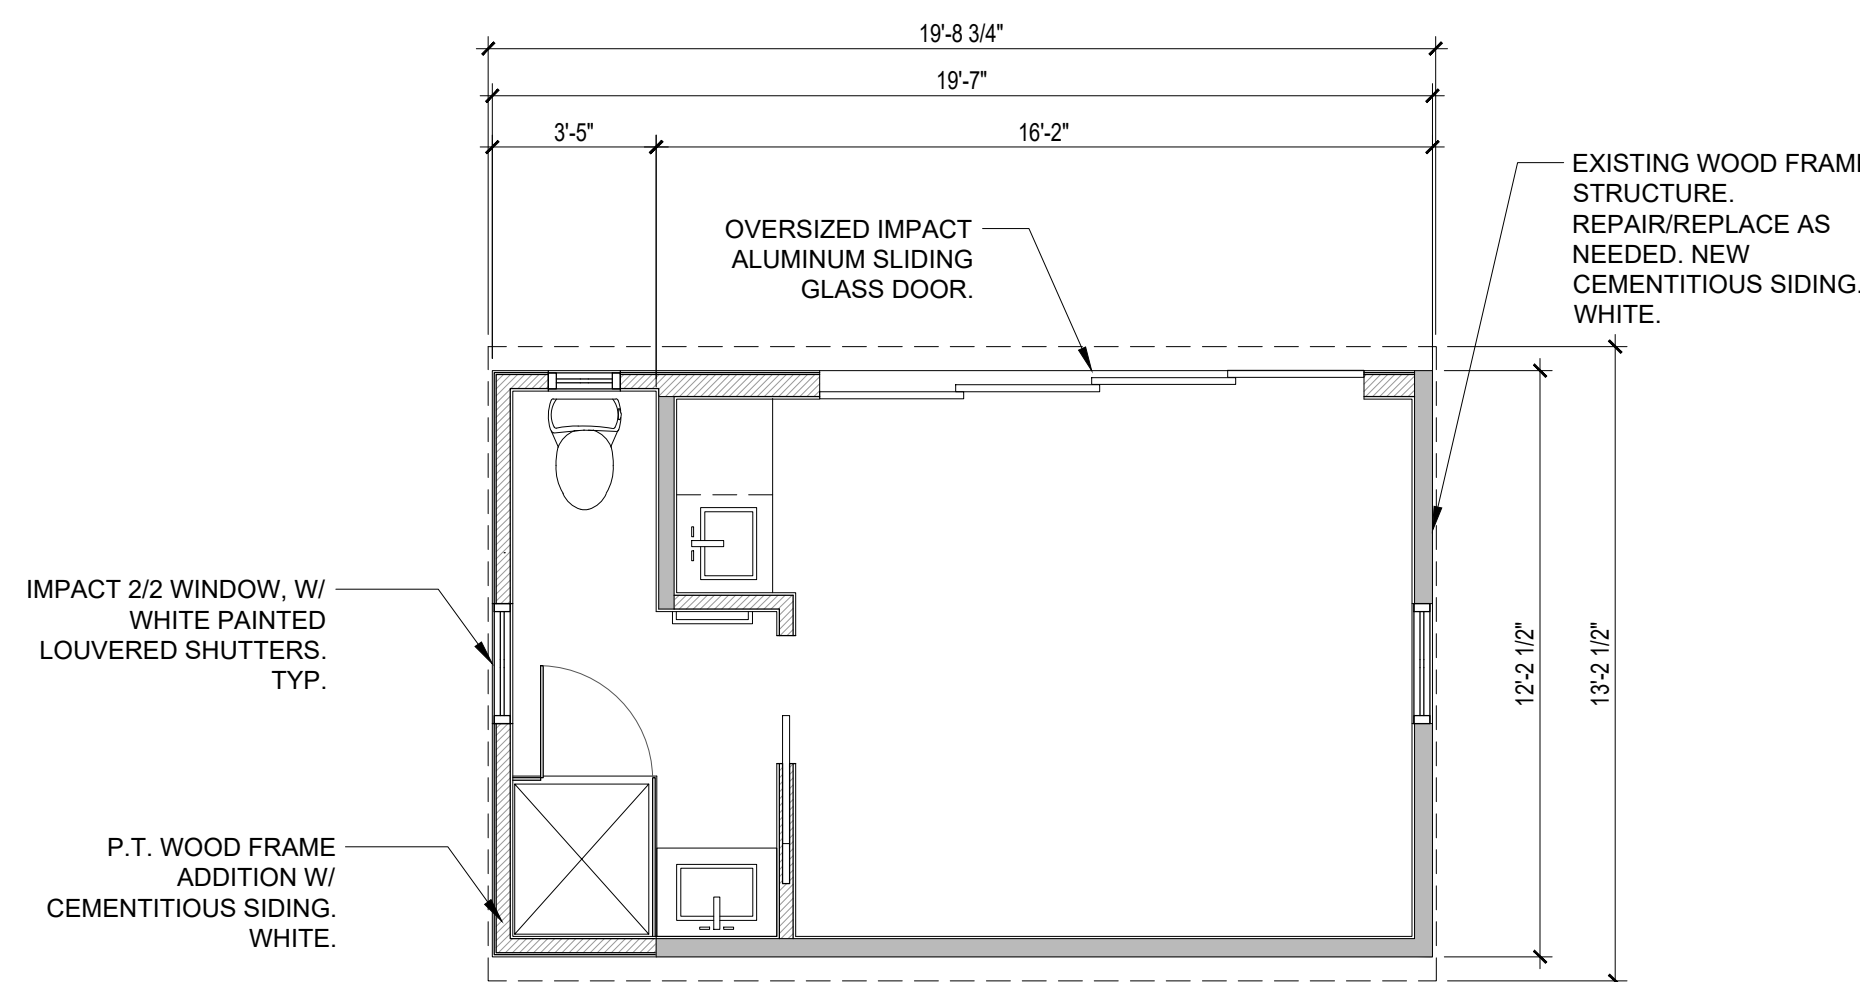 19'-8 3/4"
19'-7"
3'-5"
16'-2"
EXISTING WOOD FRAME
STRUCTURE.
REPAIR/REPLACE AS
NEEDED. NEW
CEMENTITIOUS SIDING.
WHITE.
OVERSIZED IMPACT
ALUMINUM SLIDING
GLASS DOOR.
IMPACT 2/2 WINDOW, W/
WHITE PAINTED
LOUVERED SHUTTERS.
TYP.
12'-2 1/2"
13'-2 1/2"
P.T. WOOD FRAME
ADDITION W/
CEMENTITIOUS SIDING.
WHITE.